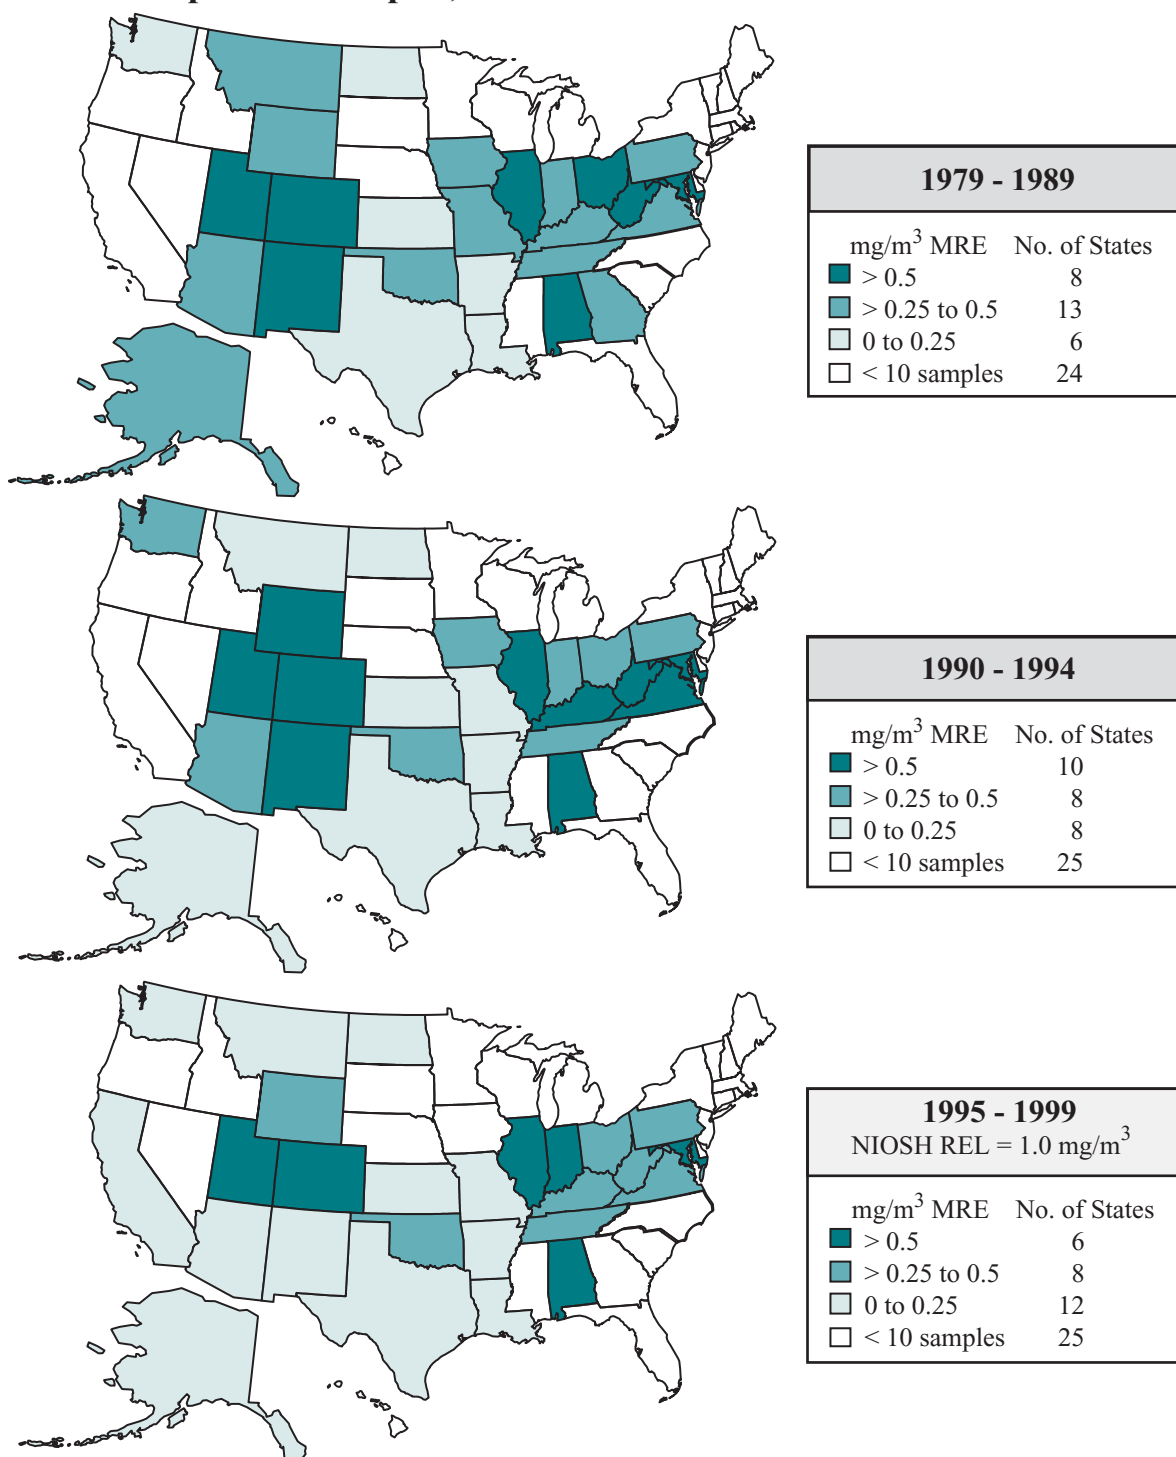 1979 - 1989
mg/m³ MRE No. of States
> 0.5 8
> 0.25 to 0.5 13
0 to 0.25 6
< 10 samples 24
1990 - 1994
mg/m³ MRE No. of States
> 0.5 10
> 0.25 to 0.5 8
0 to 0.25 8
< 10 samples 25
1995 - 1999
NIOSH REL = 1.0 mg/m³
mg/m³ MRE No. of States
> 0.5 6
> 0.25 to 0.5 8
0 to 0.25 12
< 10 samples 25